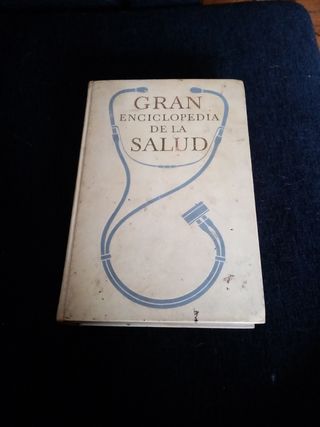 GRAN
ENCICLOPEDIA
DE LA
SALUD